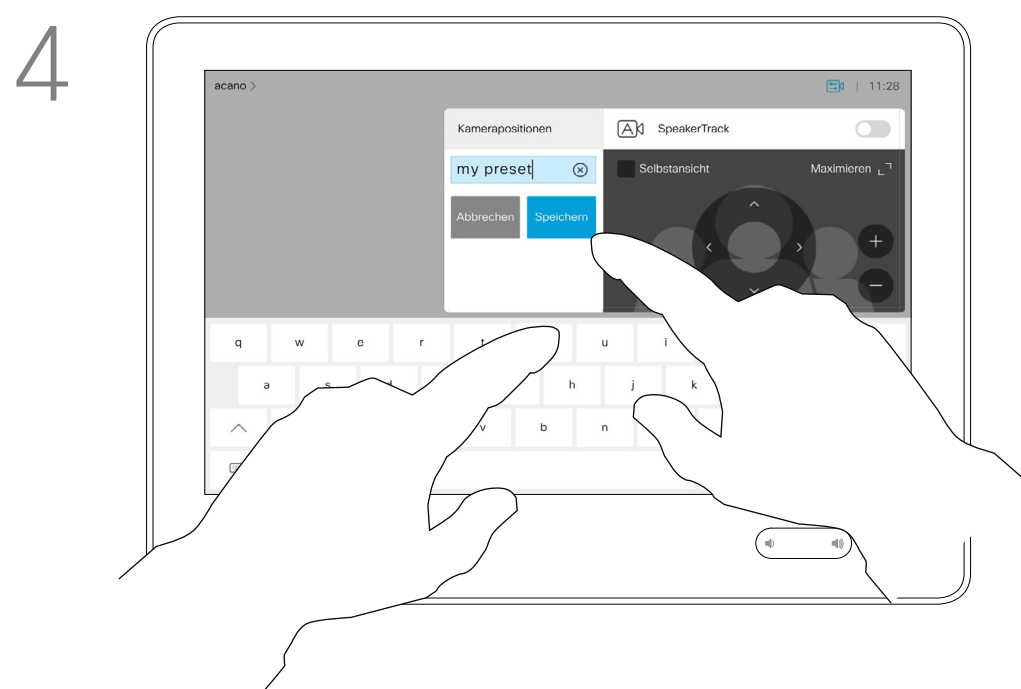 4
acano > 11:28
Kamerapositionen SpeakerTrack
my preset Selbstansicht Maximieren
Abbrechen Speichern
q w e r t u i
a s d h j k
v b n